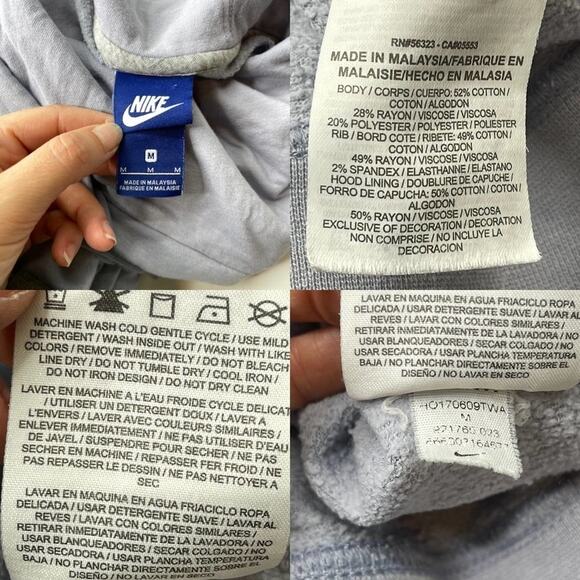 NIKE
M
M M M
MADE IN MALAYSIA
FABRIQUÉ EN MALAISIE
RN#56323 - CA#05553
MADE IN MALAYSIA/FABRIQUE EN
MALAISIE/HECHO EN MALASIA
BODY / CORPS / CUERPO: 52% COTTON /
COTON / ALGODON
28% RAYON / VISCOSE / VISCOSA
20% POLYESTER / POLYESTER / POLIESTER
RIB / BORD COTE / RIBETE: 49% COTTON /
COTON / ALGODON
49% RAYON / VISCOSE / VISCOSA
2% SPANDEX / ELASTHANNE / ELASTANO
HOOD LINING / DOUBLURE DE CAPUCHE /
FORRO DE CAPUCHA: 50% COTTON / COTON /
ALGODON
50% RAYON / VISCOSE / VISCOSA
EXCLUSIVE OF DECORATION / DECORATION
NON COMPRISE / NO INCLUYE LA
DECORACION
MACHINE WASH COLD GENTLE CYCLE / USE MILD
DETERGENT / WASH INSIDE OUT / WASH WITH LIKE
COLORS / REMOVE IMMEDIATELY / DO NOT BLEACH
LINE DRY / DO NOT TUMBLE DRY / COOL IRON /
DO NOT IRON DESIGN / DO NOT DRY CLEAN
LAVER EN MACHINE A L'EAU FROIDE CYCLE DELICAT
/ UTILISER UN DETERGENT DOUX / LAVER A
L'ENVERS / LAVER AVEC COULEURS SIMILAIRES /
ENLEVER IMMEDIATEMENT / NE PAS UTILISER D'EAU
DE JAVEL / SUSPENDRE POUR SECHER / NE PAS
SECHER EN MACHINE / REPASSER FER FROID / NE
PAS REPASSER LE DESSIN / NE PAS NETTOYER A
SEC
LAVAR EN MAQUINA EN AGUA FRIA/CICLO ROPA
DELICADA / USAR DETERGENTE SUAVE / LAVAR AL
REVES / LAVAR CON COLORES SIMILARES /
RETIRAR INMEDIATAMENTE DE LA LAVADORA / NO
USAR BLANQUEADORES / SECAR COLGADO / NO
USAR SECADORA / USAR PLANCHA TEMPERATURA
BAJA / NO PLANCHAR DIRECTAMENTE SOBRE EL
DISEÑO / NO LAVAR EN SECO
LAVAR EN MAQUINA EN AGUA FRIA/CICLO ROPA
DELICADA / USAR DETERGENTE SUAVE / LAVAR AL
REVES / LAVAR CON COLORES SIMILARES /
RETIRAR INMEDIATAMENTE DE LA LAVADORA / NO
USAR BLANQUEADORES / SECAR COLGADO / NO
USAR SECADORA / USAR PLANCHA TEMPERATURA
BAJA / NO PLANCHAR DIRECTAMENTE SOBRE EL
DISEÑO / NO LAVAR EN SECO
HO170609TWA
M